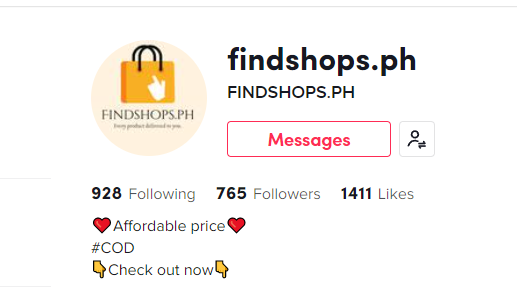 findshops.ph
FINDSHOPS.PH
FINDSHOPS.PH
Every product delivered to you.
Messages
928 Following 765 Followers 1411 Likes
❤️Affordable price❤️
#COD
👇Check out now👇